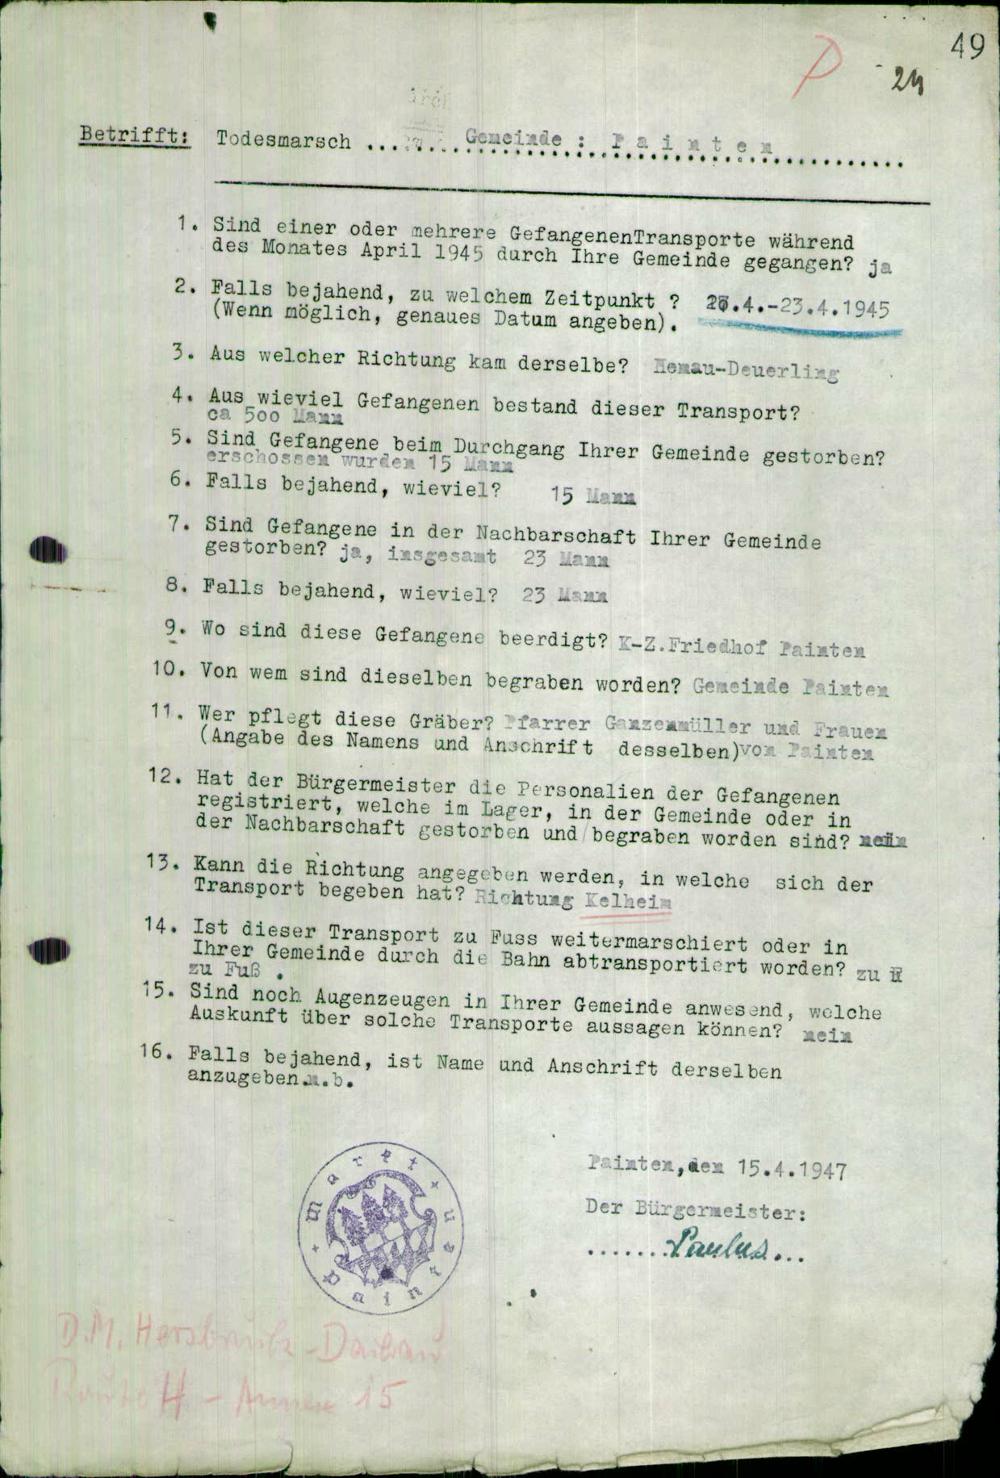 49
24
Betrifft: Todesmarsch ........Gemeinde : Painten
1. Sind einer oder mehrere GefangenenTransporte während
des Monates April 1945 durch Ihre Gemeinde gegangen? ja
2. Falls bejahend, zu welchem Zeitpunkt ? 20.4.-23.4.1945
(Wenn möglich, genaues Datum angeben).
3. Aus welcher Richtung kam derselbe? Hemau-Deuerling
4. Aus wieviel Gefangenen bestand dieser Transport?
ca 500 Mann
5. Sind Gefangene beim Durchgang Ihrer Gemeinde gestorben?
erschossen wurden 15 Mann
6. Falls bejahend, wieviel? 15 Mann
7. Sind Gefangene in der Nachbarschaft Ihrer Gemeinde
gestorben? ja, insgesamt 23 Mann
8. Falls bejahend, wieviel? 23 Mann
9. Wo sind diese Gefangene beerdigt? K-Z.Friedhof Painten
10. Von wem sind dieselben begraben worden? Gemeinde Painten
11. Wer pflegt diese Gräber? Pfarrer Ganzenmüller und Frauen
(Angabe des Namens und Anschrift desselben)von Painten
12. Hat der Bürgermeister die Personalien der Gefangenen
registriert, welche im Lager, in der Gemeinde oder in
der Nachbarschaft gestorben und begraben worden sind? nein
13. Kann die Richtung angegeben werden, in welche sich der
Transport begeben hat? Richtung Kelheim
14. Ist dieser Transport zu Fuss weitermarschiert oder in
Ihrer Gemeinde durch die Bahn abtransportiert worden? zu F
zu Fuß .
15. Sind noch Augenzeugen in Ihrer Gemeinde anwesend, welche
Auskunft über solche Transporte aussagen können? nein
16. Falls bejahend, ist Name und Anschrift derselben
anzugeben.n.b.
Painten,den 15.4.1947
Der Bürgermeister:
.......Paulus...
Markt Painten
D.M. Hersbruck-Dachau
Route H - Annex 15